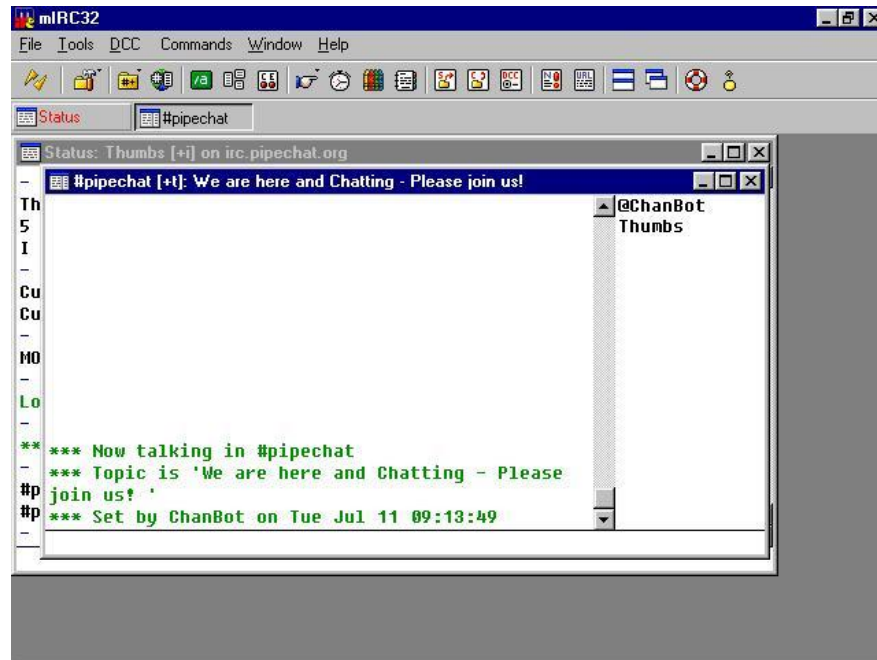 mIRC32
File Tools DCC Commands Window Help
Status #pipechat
Status: Thumbs [+i] on irc.pipechat.org
#pipechat [+t]: We are here and Chatting - Please join us!
-
Th
5
I
-
Cu
Cu
-
MO
-
Lo
-
**
-
#p
#p
-
@ChanBot
Thumbs
*** Now talking in #pipechat
*** Topic is 'We are here and Chatting - Please
join us! '
*** Set by ChanBot on Tue Jul 11 09:13:49